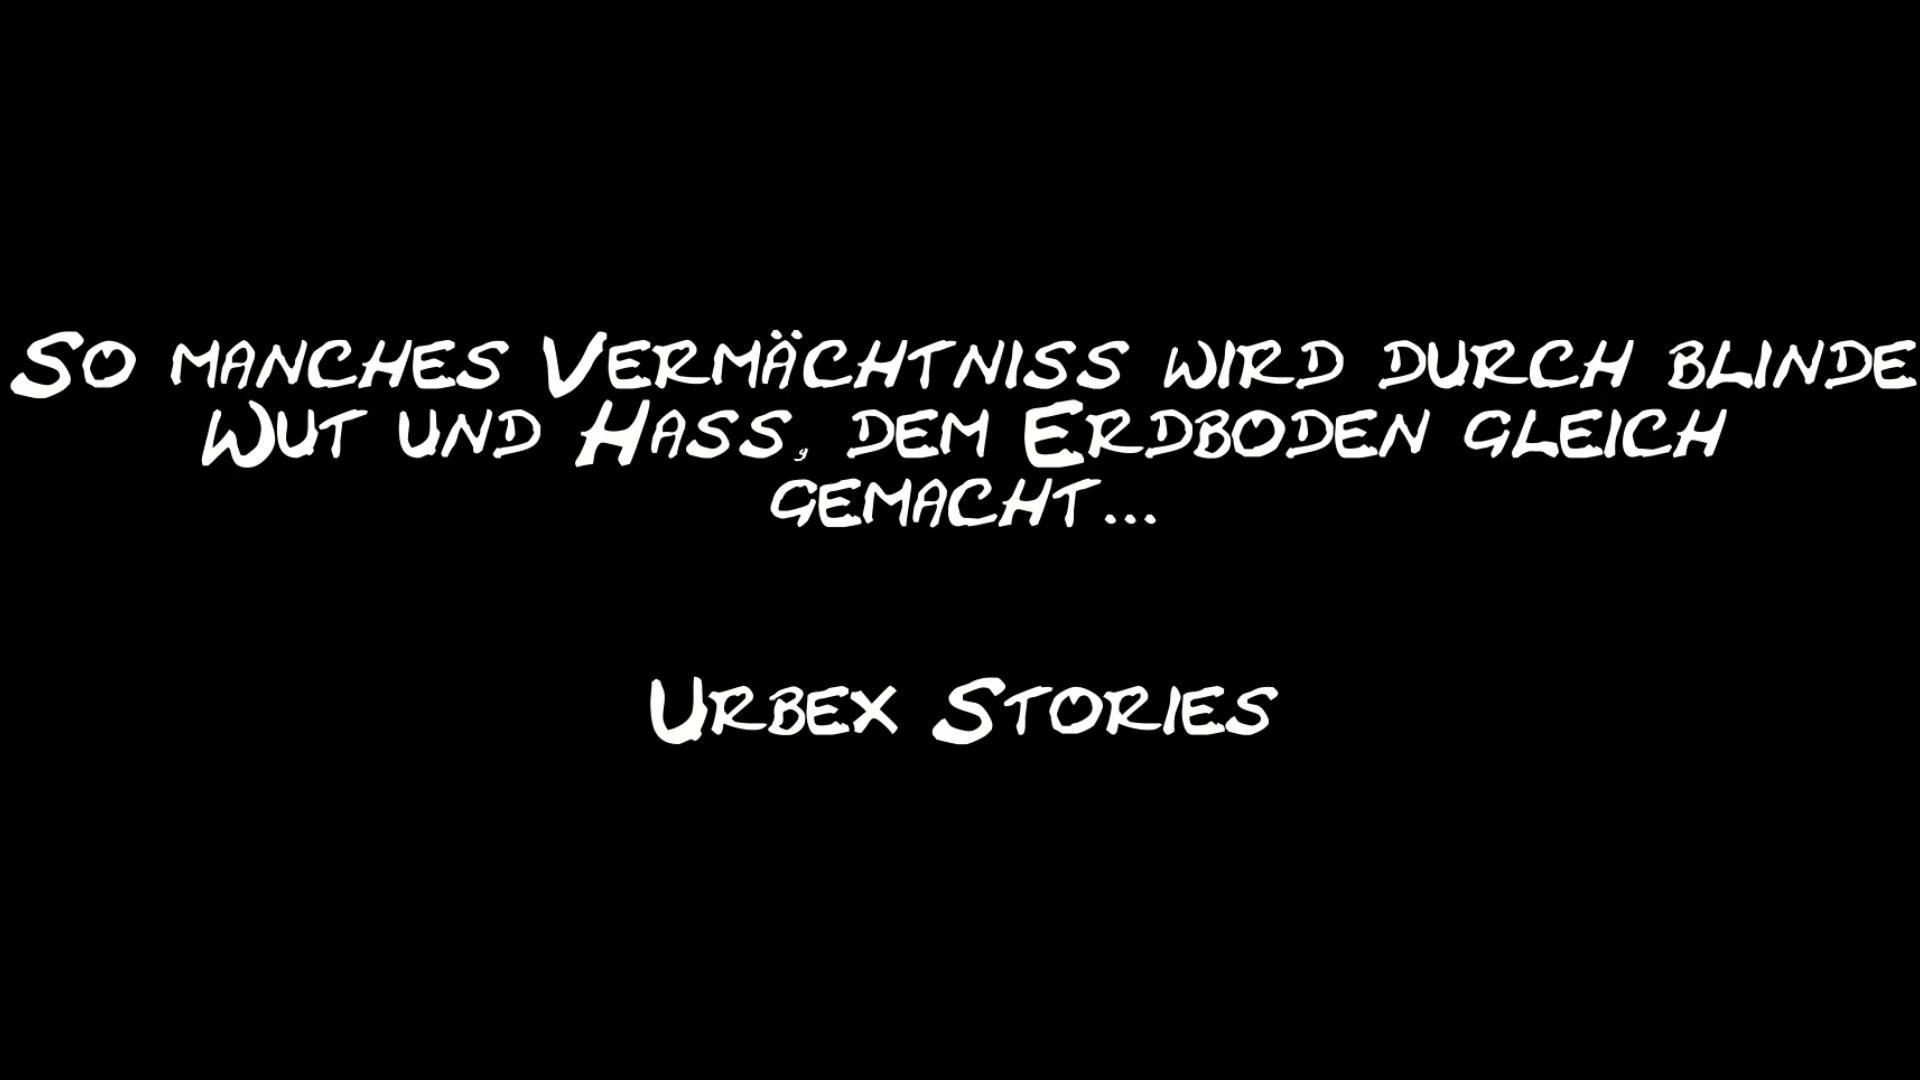 So manches Vermächtniss wird durch blinde
Wut und Hass, dem Erdboden gleich
gemacht...
Urbex Stories